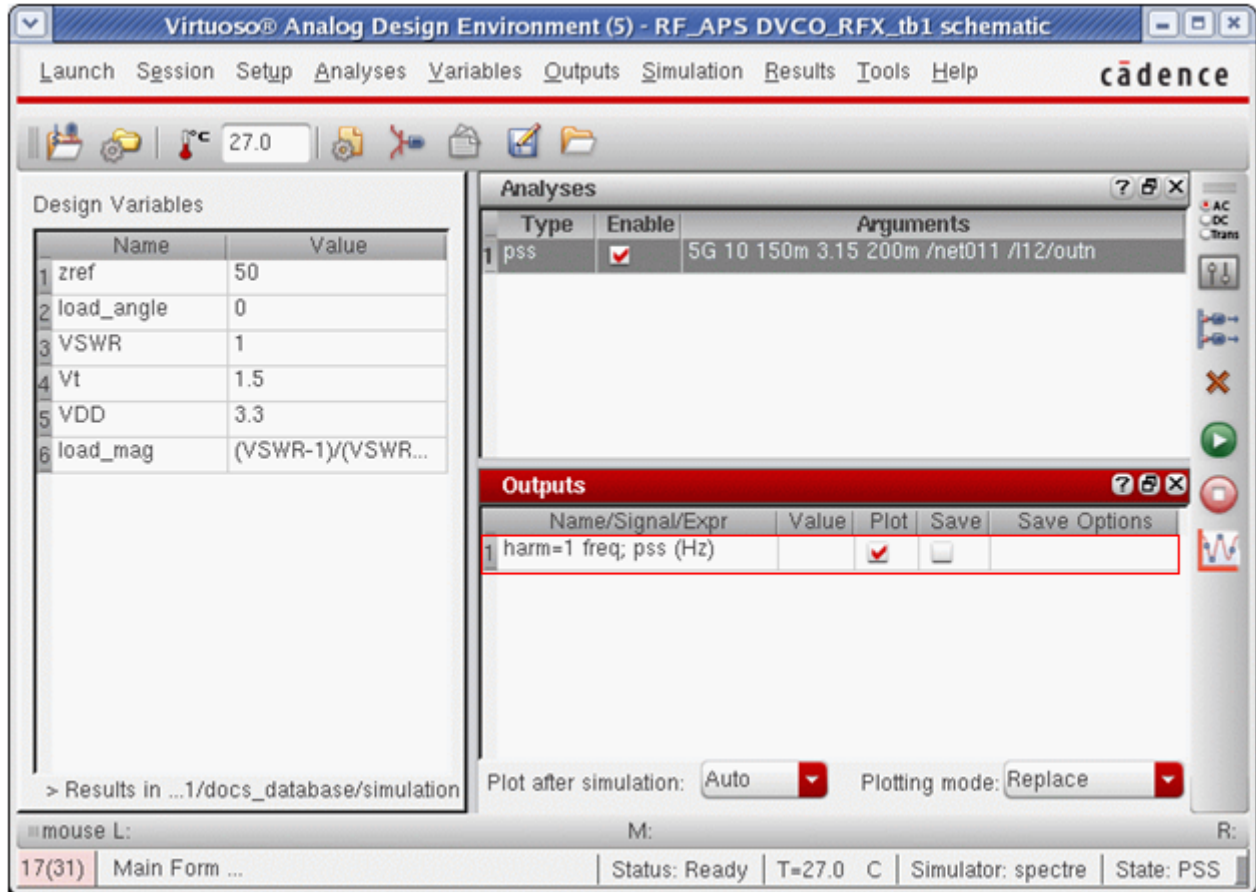 Virtuoso® Analog Design Environment (5) - RF_APS DVCO_RFX_tb1 schematic
Launch Session Setup Analyses Variables Outputs Simulation Results Tools Help cādence
°C 27.0
Design Variables
Name Value
1 zref 50
2 load_angle 0
3 VSWR 1
4 Vt 1.5
5 VDD 3.3
6 load_mag (VSWR-1)/(VSWR...
> Results in ...1/docs_database/simulation
Analyses
Type Enable Arguments
1 pss 5G 10 150m 3.15 200m /net011 /I12/outn
Outputs
Name/Signal/Expr Value Plot Save Save Options
1 harm=1 freq; pss (Hz)
Plot after simulation: Auto Plotting mode: Replace
AC
DC
Trans
mouse L: M: R:
17(31) Main Form ... Status: Ready T=27.0 C Simulator: spectre State: PSS